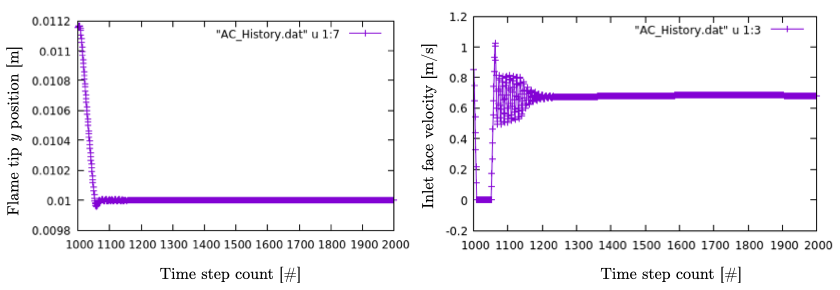 "AC_History.dat" u 1:7
0.0112
0.011
0.0108
0.0106
0.0104
0.0102
0.01
0.0098
Flame tip y position [m]
1000 1100 1200 1300 1400 1500 1600 1700 1800 1900 2000
Time step count [#]
"AC_History.dat" u 1:3
1.2
1
0.8
0.6
0.4
0.2
0
-0.2
Inlet face velocity [m/s]
1000 1100 1200 1300 1400 1500 1600 1700 1800 1900 2000
Time step count [#]